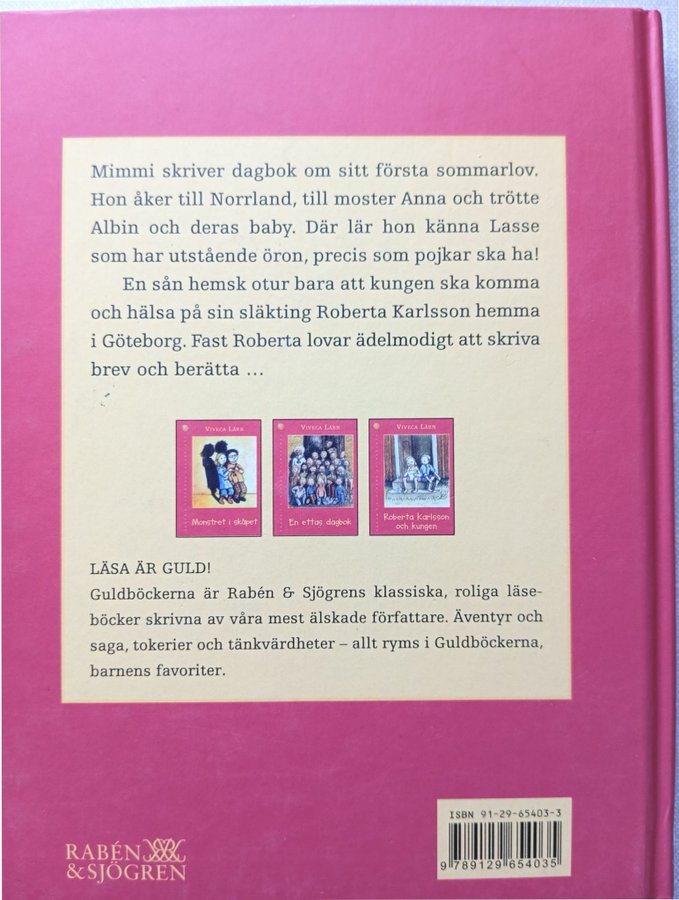 Mimmi skriver dagbok om sitt första sommarlov.
Hon åker till Norrland, till moster Anna och trötte
Albin och deras baby. Där lär hon känna Lasse
som har utstående öron, precis som pojkar ska ha!
En sån hemsk otur bara att kungen ska komma
och hälsa på sin släkting Roberta Karlsson hemma
i Göteborg. Fast Roberta lovar ädelmodigt att skriva
brev och berätta …
Viveca Lärn
Monstret i skåpet
Viveca Lärn
En ettas dagbok
Viveca Lärn
Roberta Karlsson
och kungen
LÄSA ÄR GULD!
Guldböckerna är Rabén & Sjögrens klassiska, roliga läse-
böcker skrivna av våra mest älskade författare. Äventyr och
saga, tokerier och tänkvärdheter – allt ryms i Guldböckerna,
barnens favoriter.
ISBN 91-29-65403-3
9 789129 654035
RABÉN
&SJÖGREN